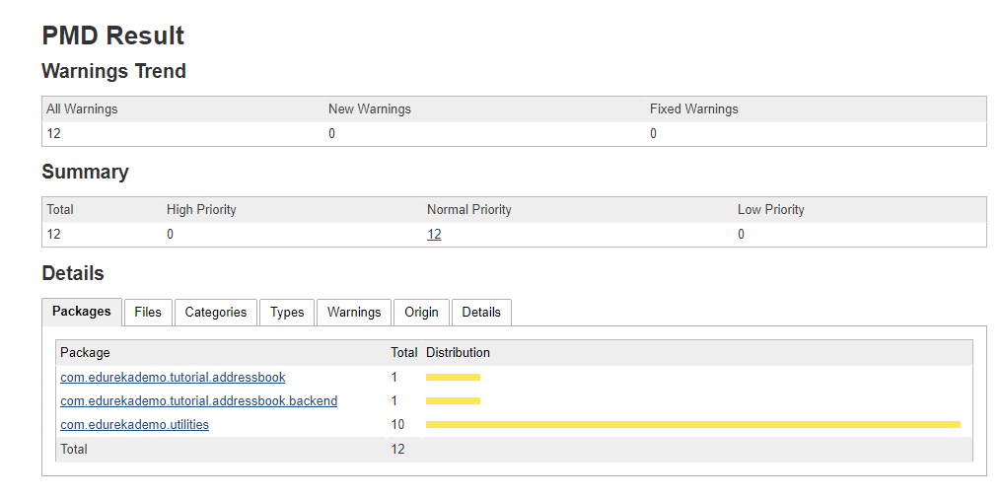 PMD Result
Warnings Trend
All Warnings New Warnings Fixed Warnings
12 0 0
Summary
Total High Priority Normal Priority Low Priority
12 0 12 0
Details
Packages Files Categories Types Warnings Origin Details
Package Total Distribution
com.edurekademo.tutorial.addressbook 1
com.edurekademo.tutorial.addressbook.backend 1
com.edurekademo.utilities 10
Total 12